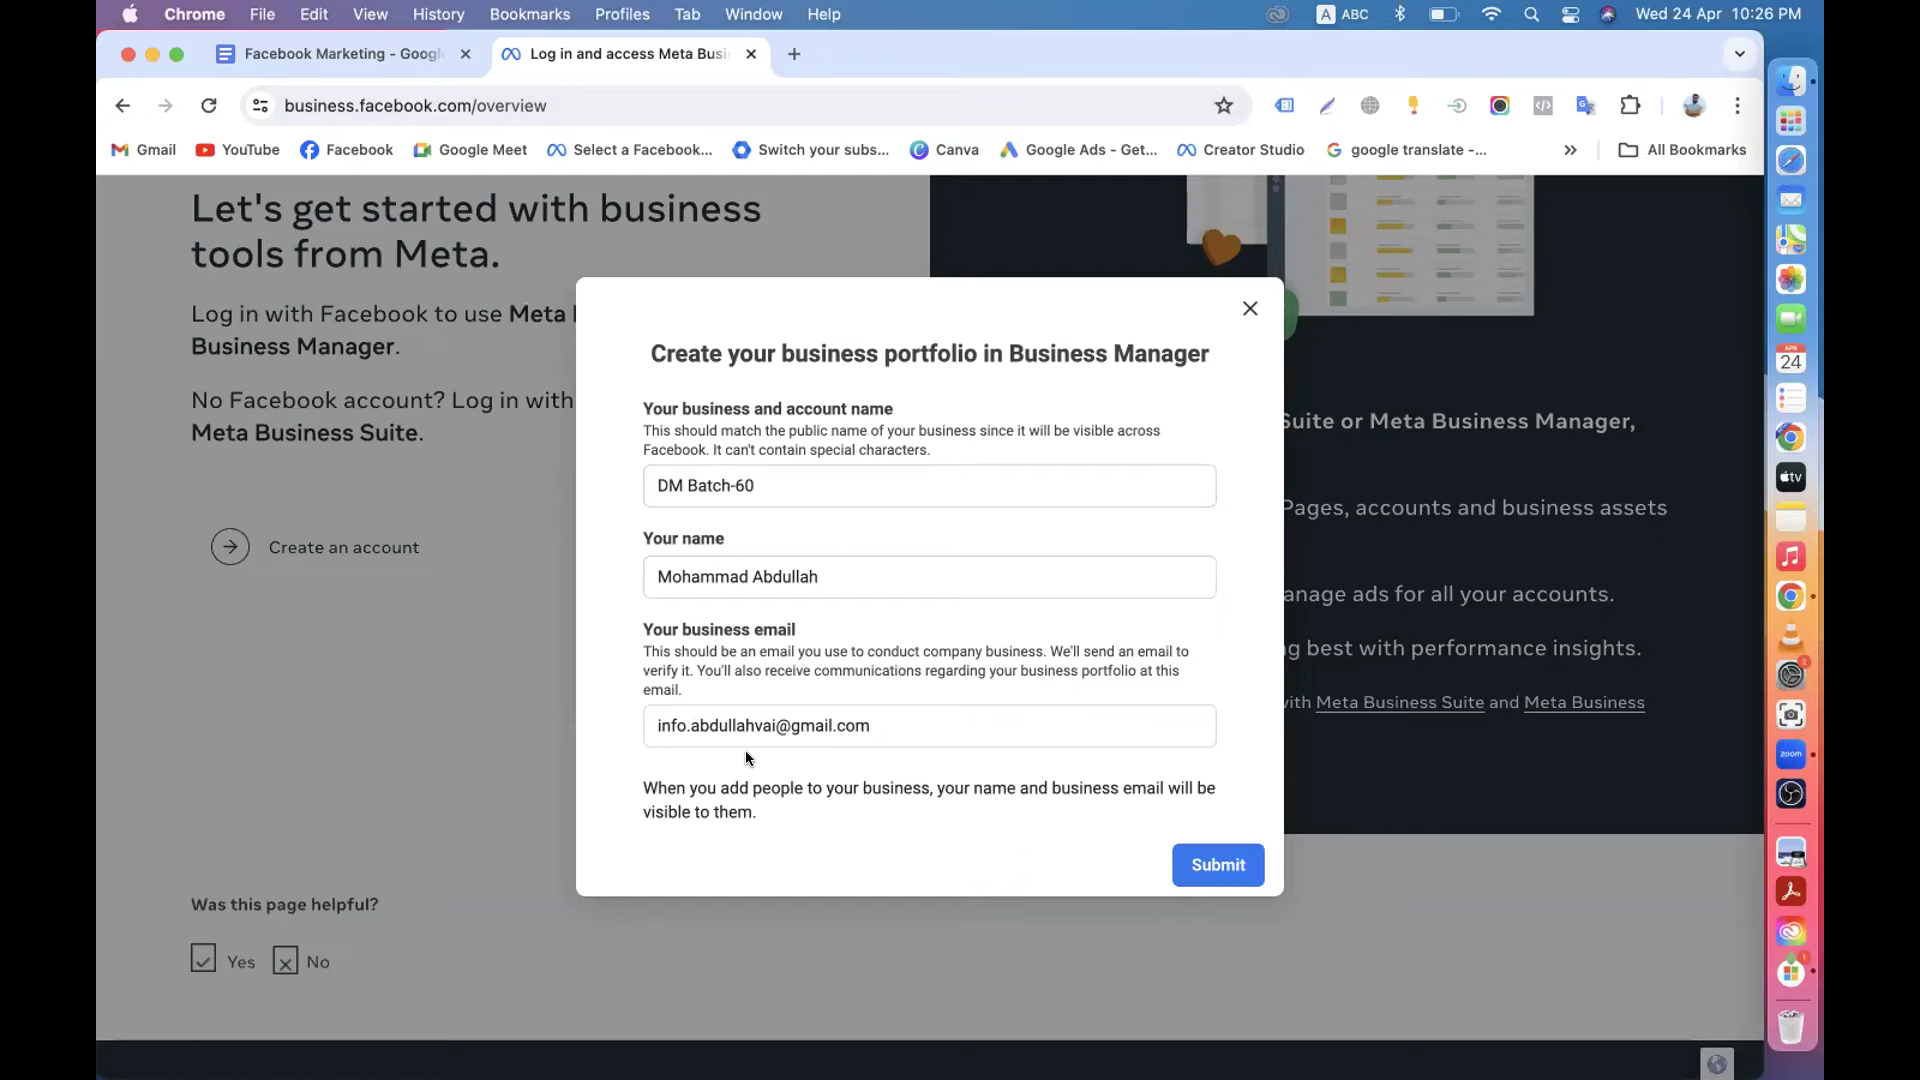 Chrome File Edit View History Bookmarks Profiles Tab Window Help
A ABC Wed 24 Apr 10:26 PM
Facebook Marketing - Googl
Log in and access Meta Busi
business.facebook.com/overview
Gmail YouTube Facebook Google Meet Select a Facebook... Switch your subs... Canva Google Ads - Get... Creator Studio google translate -... » All Bookmarks
Let's get started with business
tools from Meta.
Log in with Facebook to use Meta
Business Manager.
No Facebook account? Log in with
Meta Business Suite.
Create an account
Was this page helpful?
Yes No
Create your business portfolio in Business Manager
Your business and account name
This should match the public name of your business since it will be visible across
Facebook. It can't contain special characters.
DM Batch-60
Your name
Mohammad Abdullah
Your business email
This should be an email you use to conduct company business. We'll send an email to
verify it. You'll also receive communications regarding your business portfolio at this
email.
info.abdullahvai@gmail.com
When you add people to your business, your name and business email will be
visible to them.
Submit
Suite or Meta Business Manager,
Pages, accounts and business assets
anage ads for all your accounts.
g best with performance insights.
with Meta Business Suite and Meta Business
APR
24
tv
zoom